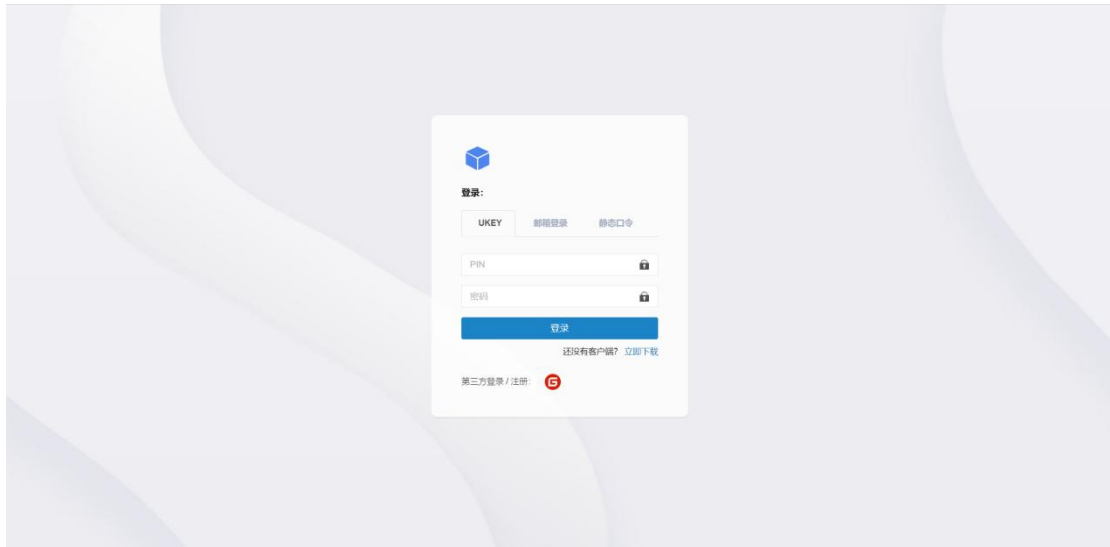 登录:
UKEY 邮箱登录 静态口令
PIN
密码
登录
还没有客户端? 立即下载
第三方登录 / 注册: G